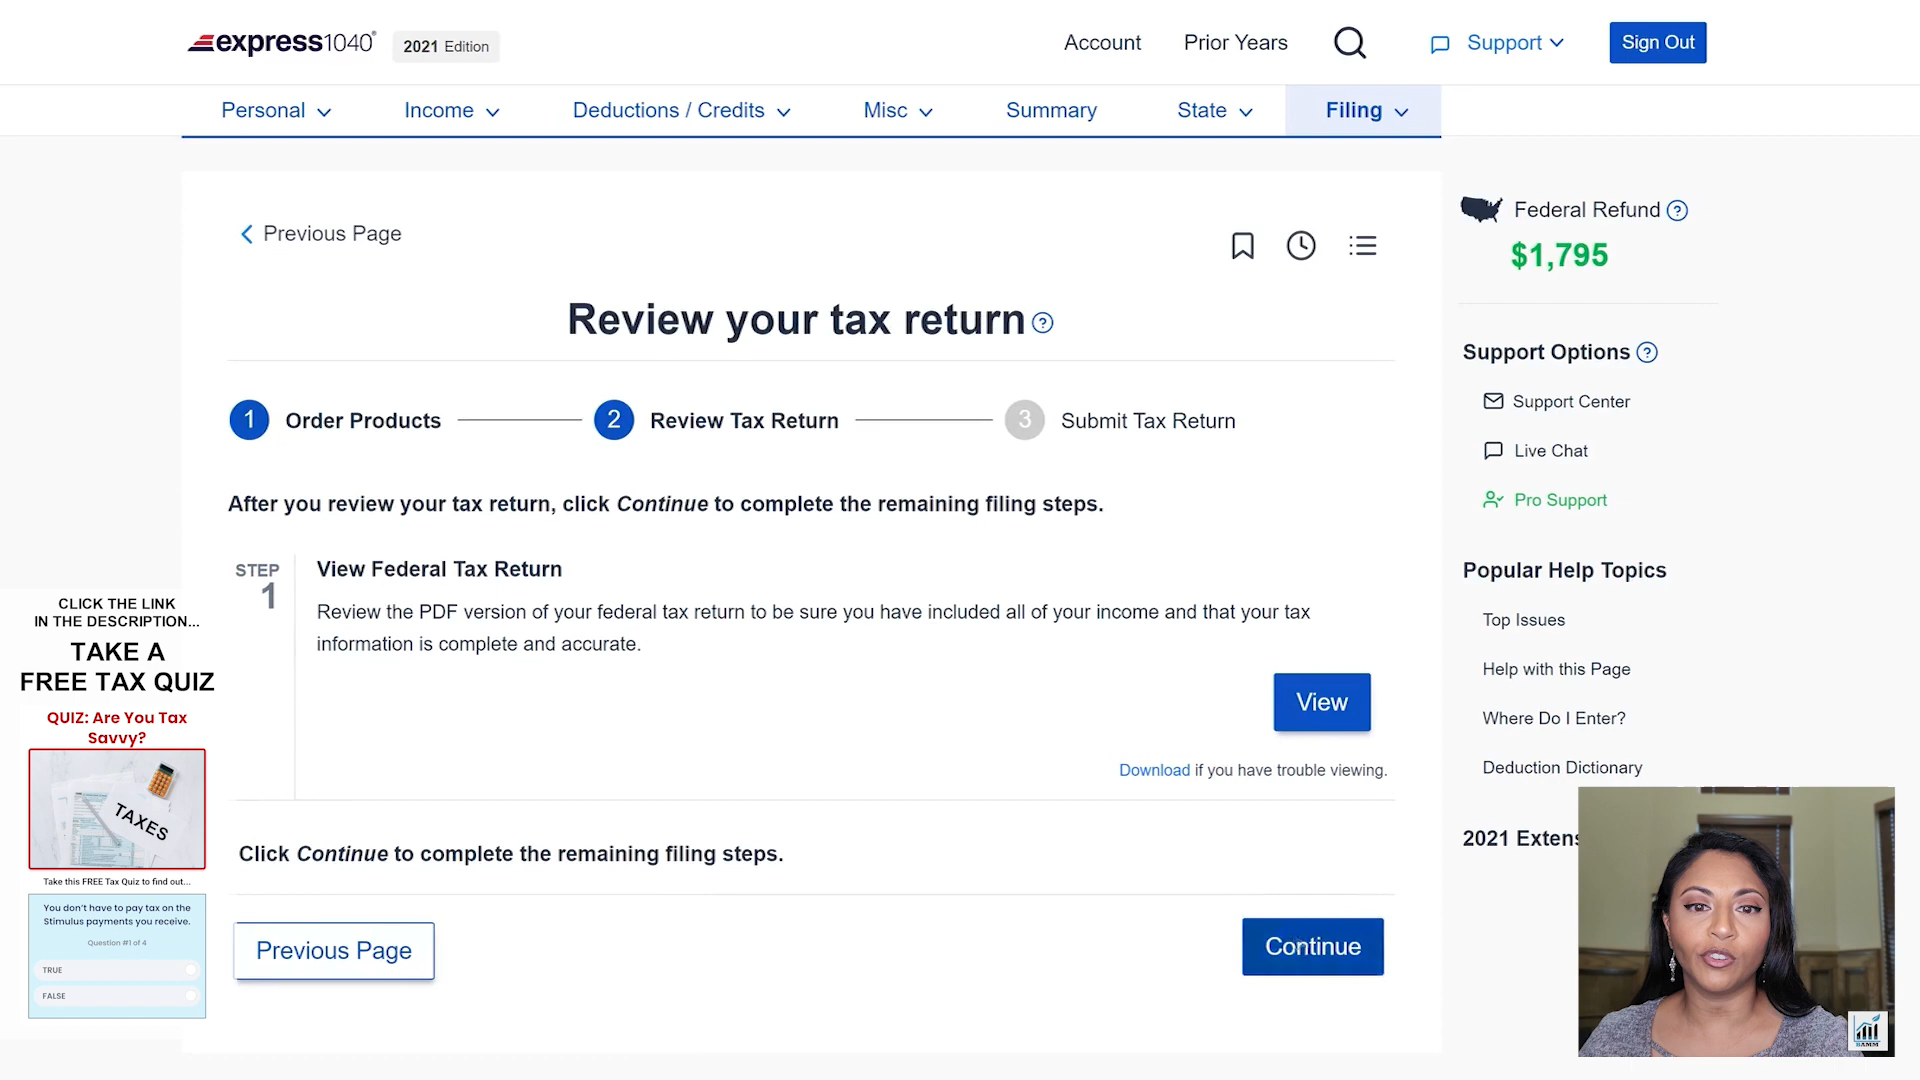 express1040® 2021 Edition
Account
Prior Years
Support
Sign Out
Personal
Income
Deductions / Credits
Misc
Summary
State
Filing
Previous Page
Review your tax return
1 Order Products
2 Review Tax Return
3 Submit Tax Return
After you review your tax return, click Continue to complete the remaining filing steps.
STEP
1
View Federal Tax Return
Review the PDF version of your federal tax return to be sure you have included all of your income and that your tax
information is complete and accurate.
View
Download if you have trouble viewing.
Click Continue to complete the remaining filing steps.
Previous Page
Continue
Federal Refund
$1,795
Support Options
Support Center
Live Chat
Pro Support
Popular Help Topics
Top Issues
Help with this Page
Where Do I Enter?
Deduction Dictionary
2021 Extens
CLICK THE LINK
IN THE DESCRIPTION...
TAKE A
FREE TAX QUIZ
QUIZ: Are You Tax
Savvy?
TAXES
Take this FREE Tax Quiz to find out...
You don't have to pay tax on the
Stimulus payments you receive.
Question #1 of 4
TRUE
FALSE